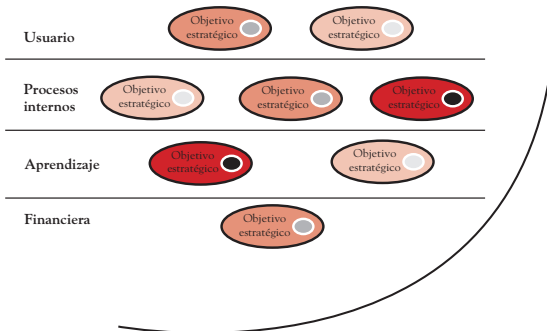 Usuario
Objetivo
estratégico
Objetivo
estratégico
Procesos
internos
Objetivo
estratégico
Objetivo
estratégico
Objetivo
estratégico
Aprendizaje
Objetivo
estratégico
Objetivo
estratégico
Financiera
Objetivo
estratégico